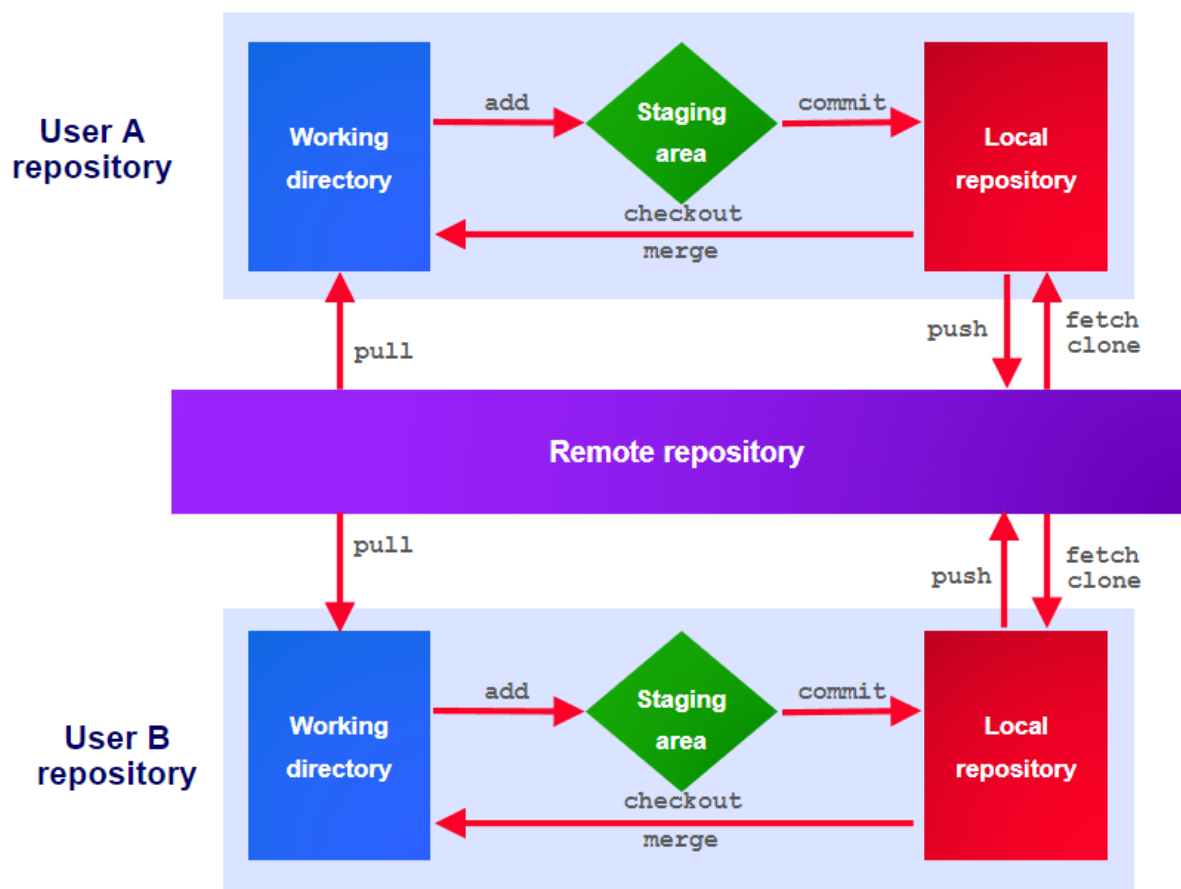 User A
repository
Working
directory
add
Staging
area
commit
Local
repository
checkout
merge
pull
push
fetch
clone
Remote repository
pull
push
fetch
clone
User B
repository
Working
directory
add
Staging
area
commit
Local
repository
checkout
merge